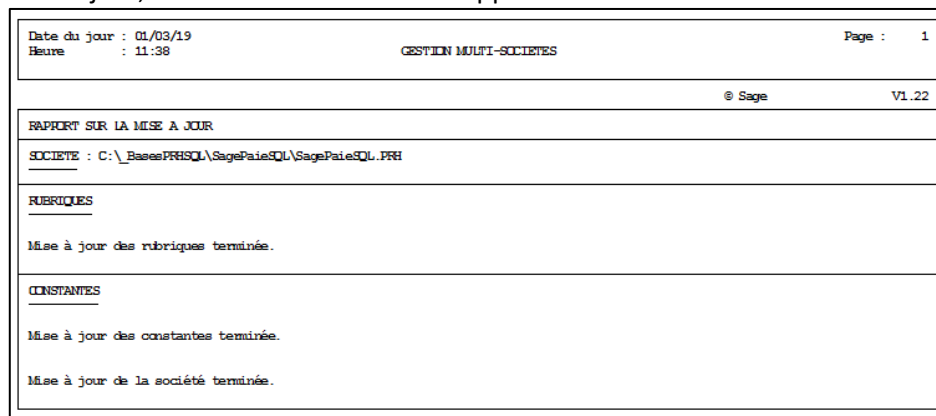 Date du jour : 01/03/19 Page : 1
Heure : 11:38 GESTION MULTI-SOCIETES
© Sage V1.22
RAPPORT SUR LA MISE A JOUR
SOCIETE : C:\_BasesPRHSQL\SagePaieSQL\SagePaieSQL.PRH
RUBRIQUES
Mise à jour des rubriques terminée.
CONSTANTES
Mise à jour des constantes terminée.
Mise à jour de la société terminée.